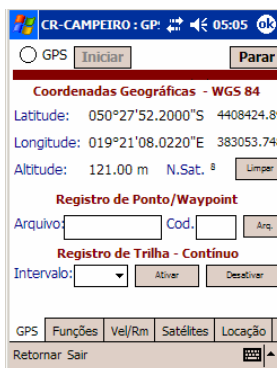 CR-CAMPEIRO : GP: 05:05 ok
GPS Iniciar Parar
Coordenadas Geográficas - WGS 84
Latitude: 050°27'52.2000"S 4408424.89
Longitude: 019°21'08.0220"E 383053.748
Altitude: 121.00 m N.Sat. 8 Limpar
Registro de Ponto/Waypoint
Arquivo: Cod. Arq.
Registro de Trilha - Contínuo
Intervalo: Ativar Desativar
GPS Funções Vel/Rm Satélites Locação
Retornar Sair